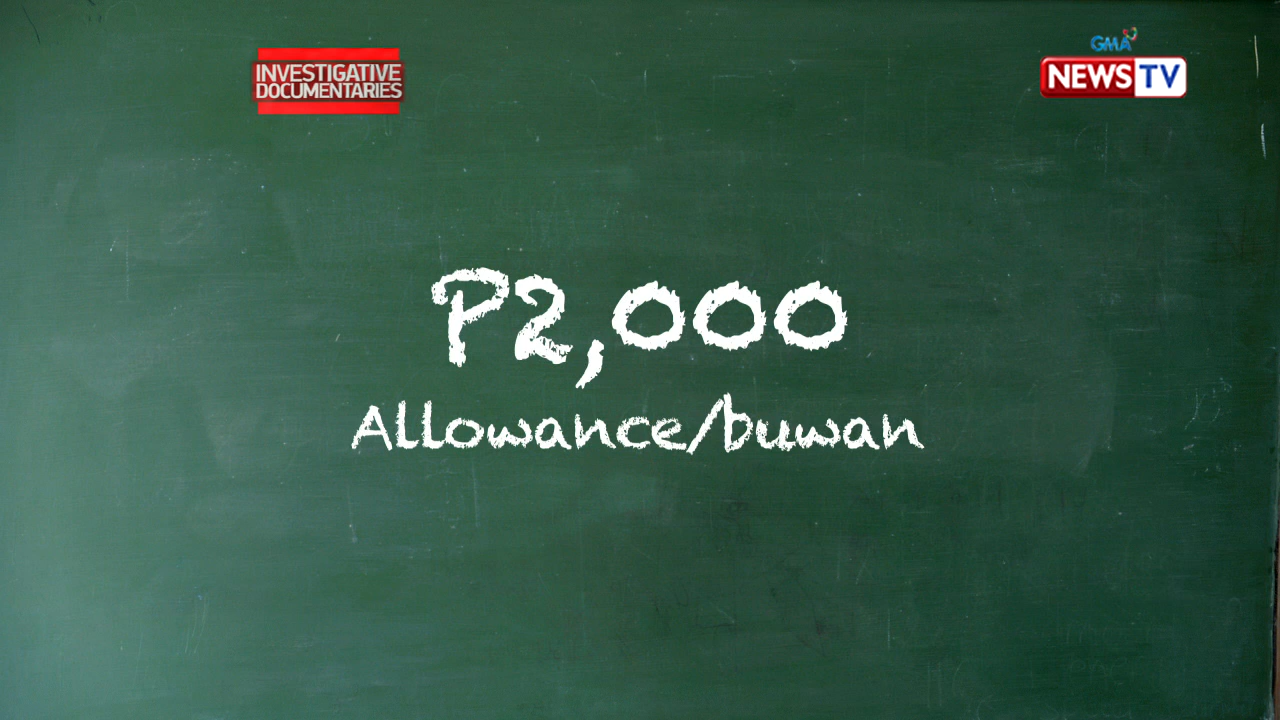 INVESTIGATIVE
DOCUMENTARIES
GMA
NEWS TV
P2,000
Allowance/buwan